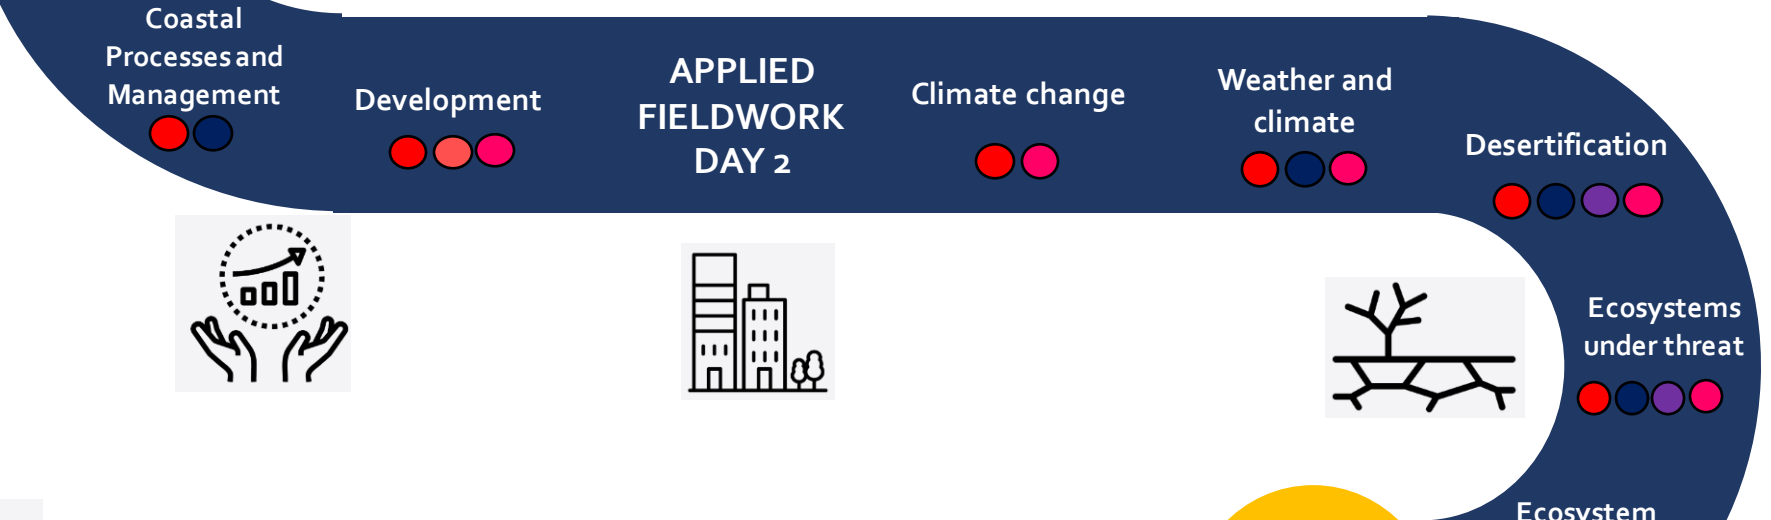 Coastal
Processes and
Management
Development
APPLIED
FIELDWORK
DAY 2
Climate change
Weather and
climate
Desertification
Ecosystems
under threat
Ecosystem